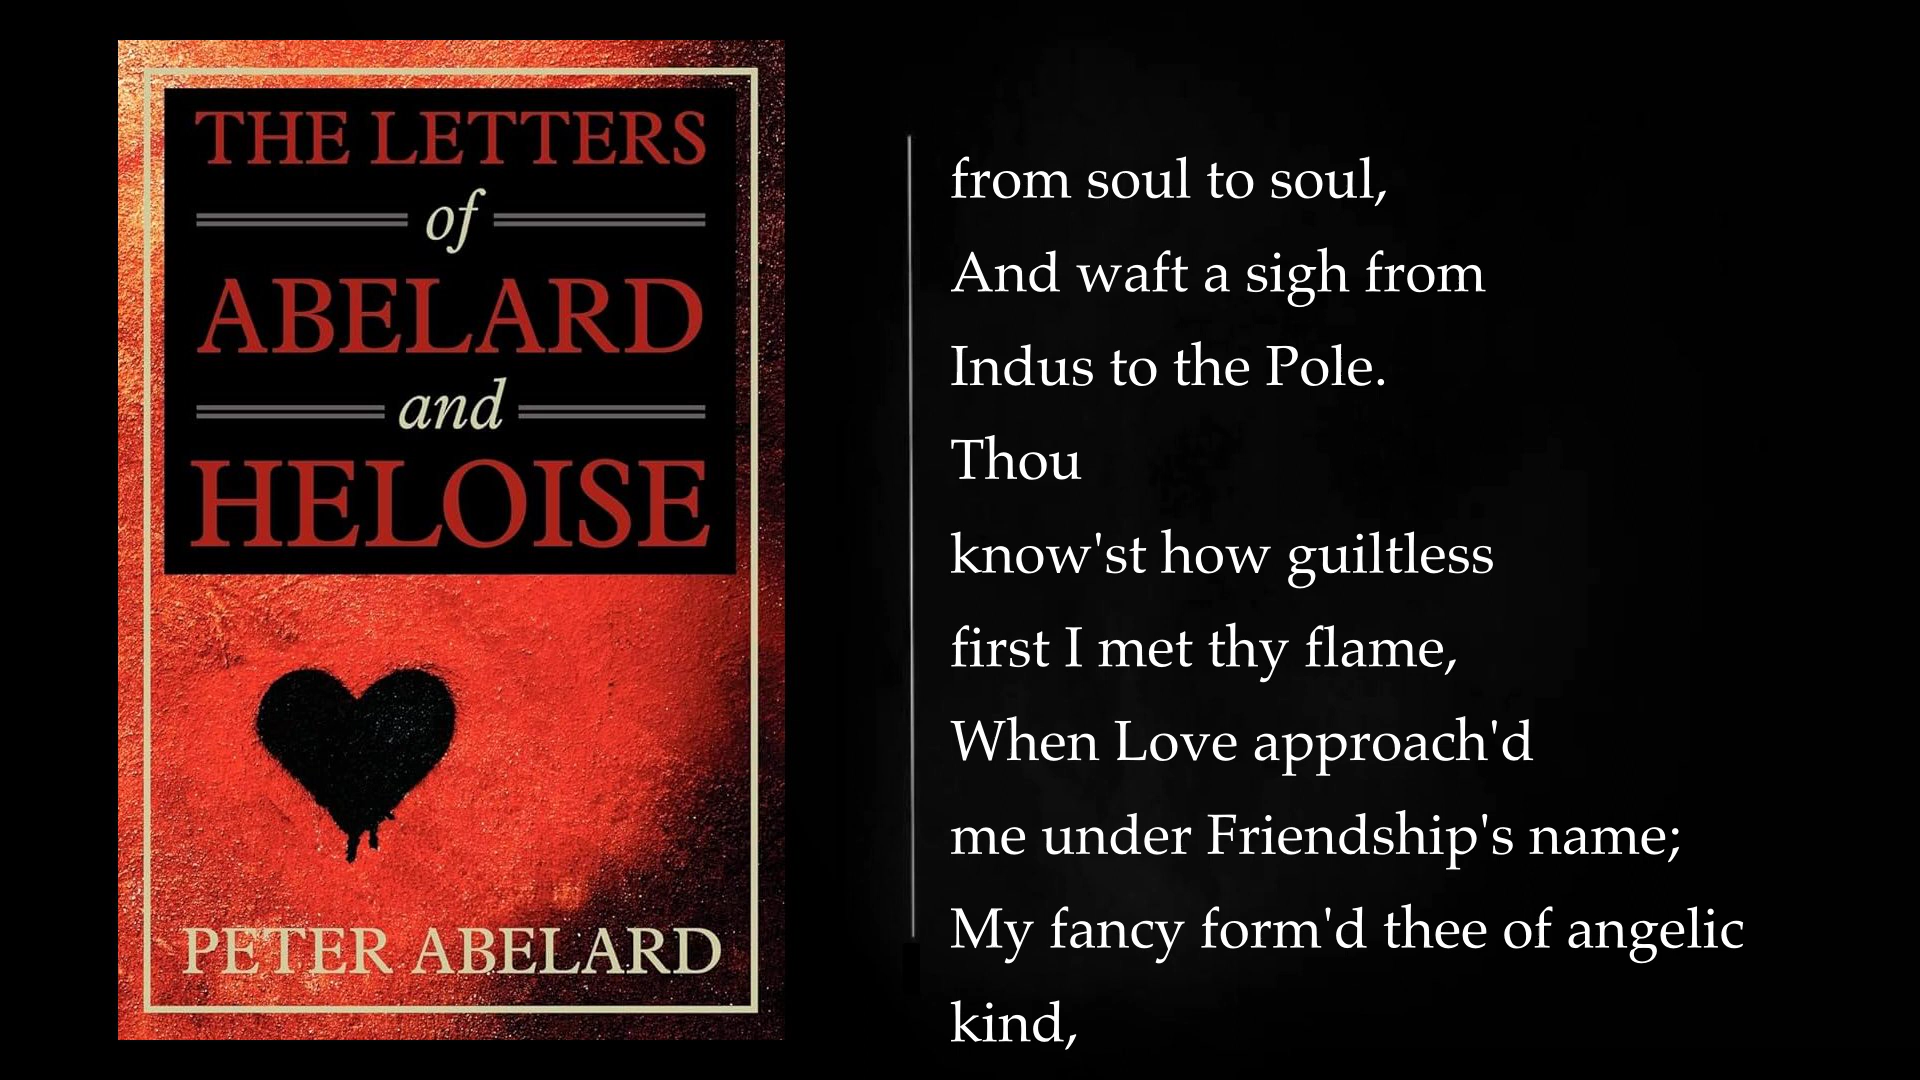 THE LETTERS
of
ABELARD
and
HELOISE
PETER ABELARD
from soul to soul,
And waft a sigh from
Indus to the Pole.
Thou
know'st how guiltless
first I met thy flame,
When Love approach'd
me under Friendship's name;
My fancy form'd thee of angelic
kind,